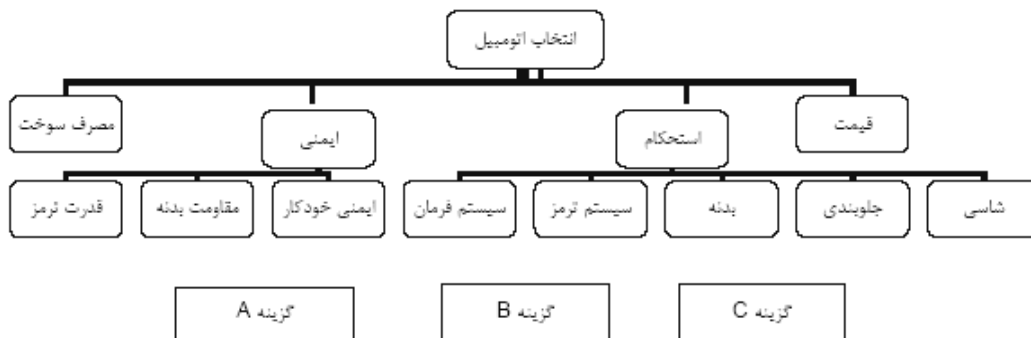 انتخاب اتومبیل
قیمت
استحکام
ایمنی
مصرف سوخت
شاسی
جلوبندی
بدنه
سیستم ترمز
سیستم فرمان
ایمنی خودکار
مقاومت بدنه
قدرت ترمز
گزینه C
گزینه B
گزینه A